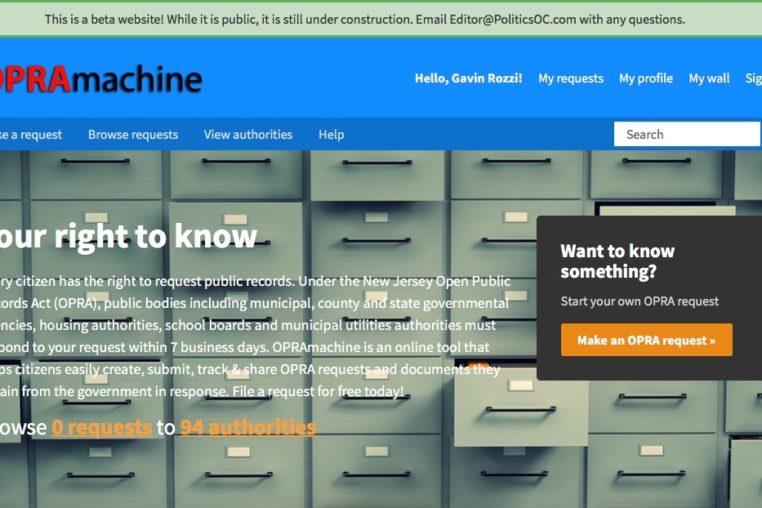 This is a beta website! While it is public, it is still under construction. Email Editor@PoliticsOC.com with any questions.
OPRAmachine
Hello, Gavin Rozzi! My requests My profile My wall Sig
ke a request Browse requests View authorities Help Search
our right to know
ery citizen has the right to request public records. Under the New Jersey Open Public
cords Act (OPRA), public bodies including municipal, county and state governmental
encies, housing authorities, school boards and municipal utilities authorities must
pond to your request within 7 business days. OPRAmachine is an online tool that
ps citizens easily create, submit, track & share OPRA requests and documents they
ain from the government in response. File a request for free today!
owse 0 requests to 94 authorities
Want to know
something?
Start your own OPRA request
Make an OPRA request »